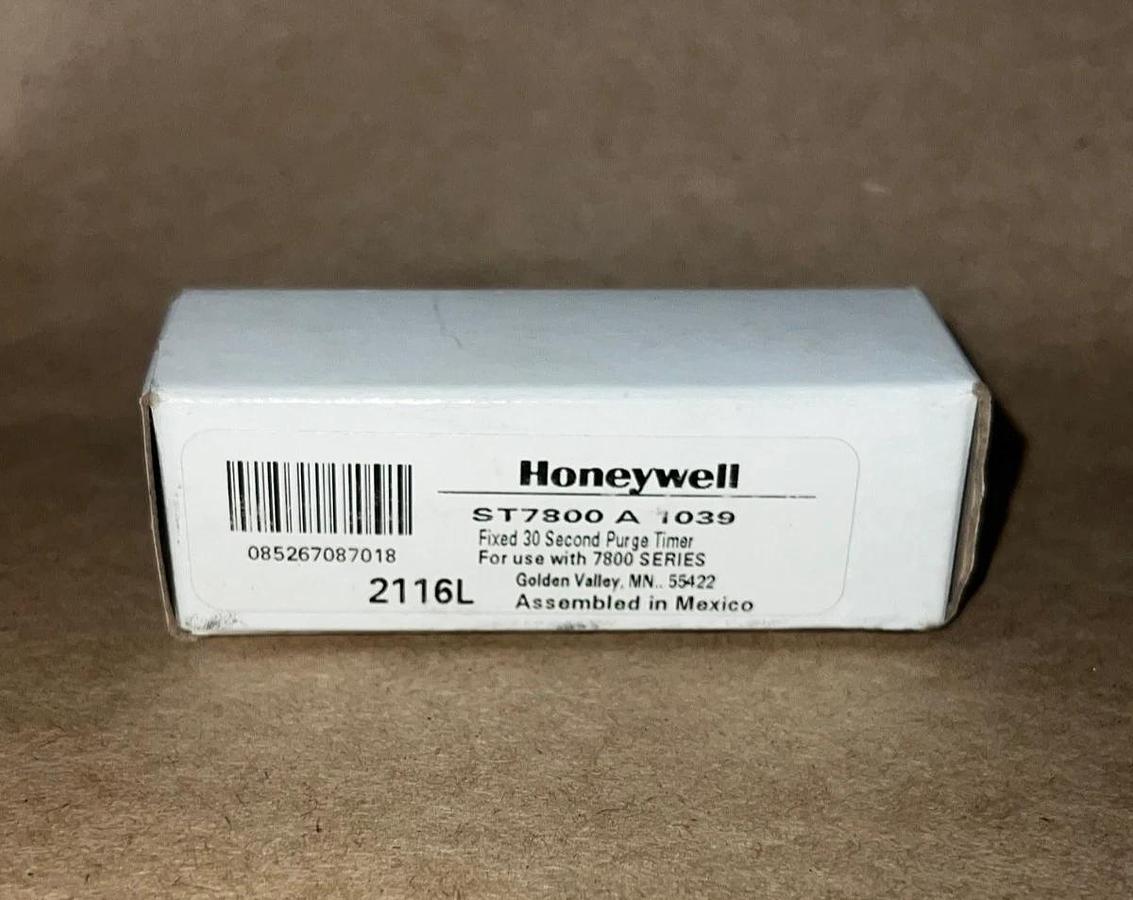 Honeywell
ST7800 A 1039
Fixed 30 Second Purge Timer
For use with 7800 SERIES
Golden Valley, MN.. 55422
Assembled in Mexico
085267087018
2116L